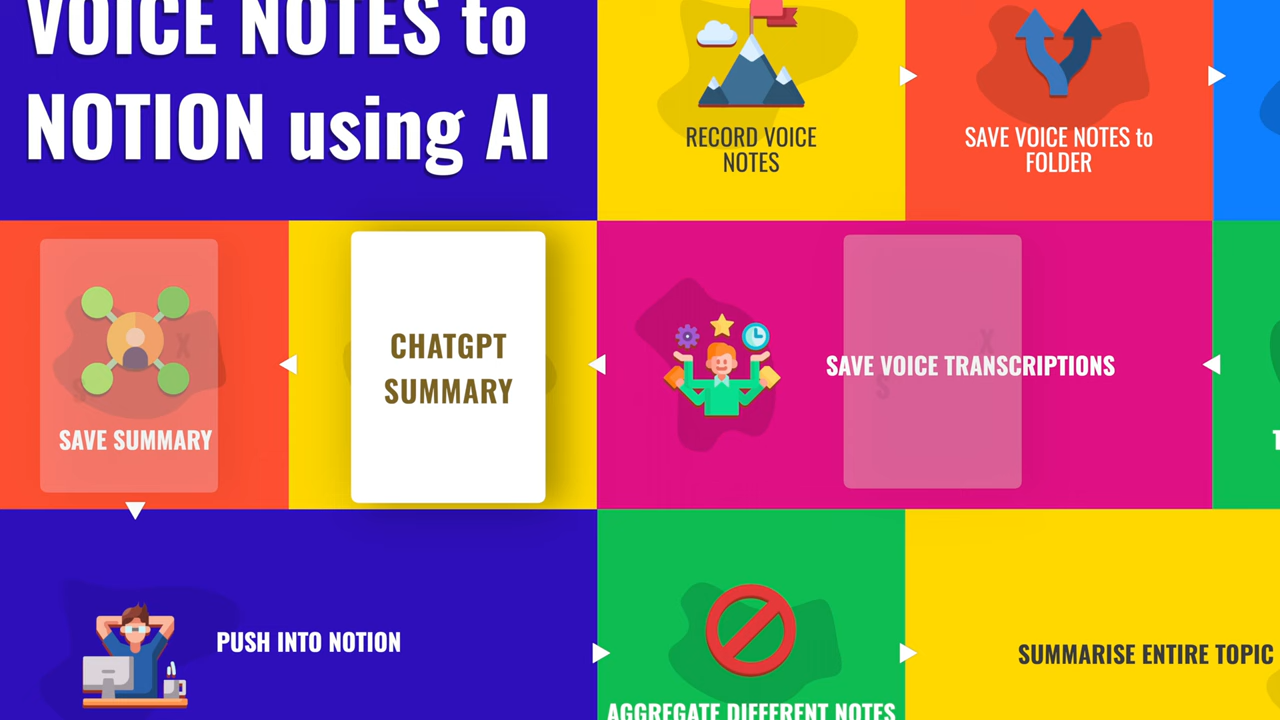 VOICE NOTES to
NOTION using AI
RECORD VOICE
NOTES
SAVE VOICE NOTES to
FOLDER
SAVE SUMMARY
CHATGPT
SUMMARY
SAVE VOICE TRANSCRIPTIONS
PUSH INTO NOTION
AGGREGATE DIFFERENT NOTES
SUMMARISE ENTIRE TOPIC